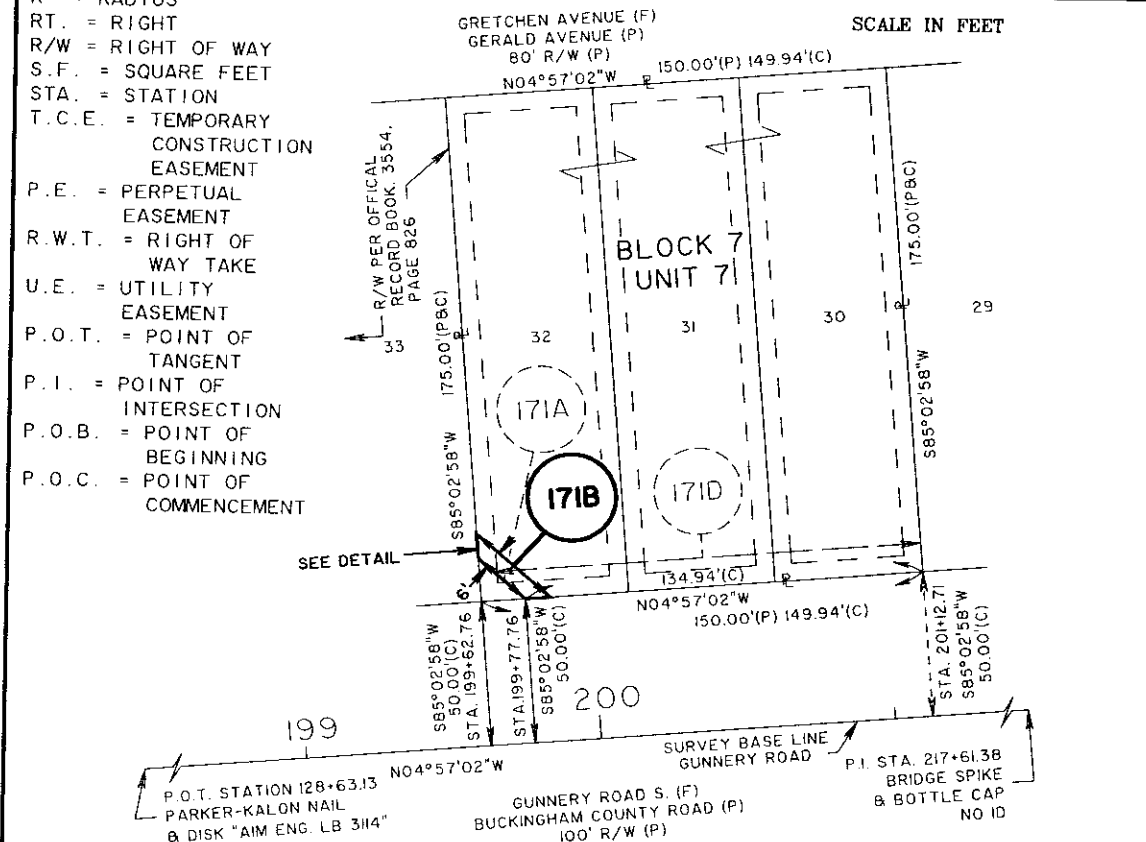 RT. = RIGHT
R/W = RIGHT OF WAY
S.F. = SQUARE FEET
STA. = STATION
T.C.E. = TEMPORARY
CONSTRUCTION
EASEMENT
P.E. = PERPETUAL
EASEMENT
R.W.T. = RIGHT OF
WAY TAKE
U.E. = UTILITY
EASEMENT
P.O.T. = POINT OF
TANGENT
P.I. = POINT OF
INTERSECTION
P.O.B. = POINT OF
BEGINNING
P.O.C. = POINT OF
COMMENCEMENT
GRETCHEN AVENUE (F)
GERALD AVENUE (P)
80' R/W (P)
SCALE IN FEET
N04°57'02"W
150.00'(P) 149.94'(C)
R/W PER OFFICAL
RECORD BOOK. 3554,
PAGE 826
BLOCK 7
UNIT 7
175.00'(P&C)
S85°02'58"W
175.00'(P&C)
S85°02'58"W
33
32
31
30
29
171A
171B
171D
SEE DETAIL
6'
134.94'(C)
N04°57'02"W
150.00'(P) 149.94'(C)
S85°02'58"W
50.00'(C)
STA. 199+62.76
STA.199+77.76
S85°02'58"W
50.00'(C)
STA. 201+12.71
S85°02'58"W
50.00'(C)
199
200
N04°57'02"W
SURVEY BASE LINE
GUNNERY ROAD
P.O.T. STATION 128+63.13
PARKER-KALON NAIL
& DISK "AIM ENG. LB 3114"
GUNNERY ROAD S. (F)
BUCKINGHAM COUNTY ROAD (P)
100' R/W (P)
P.I. STA. 217+61.38
BRIDGE SPIKE
& BOTTLE CAP
NO ID